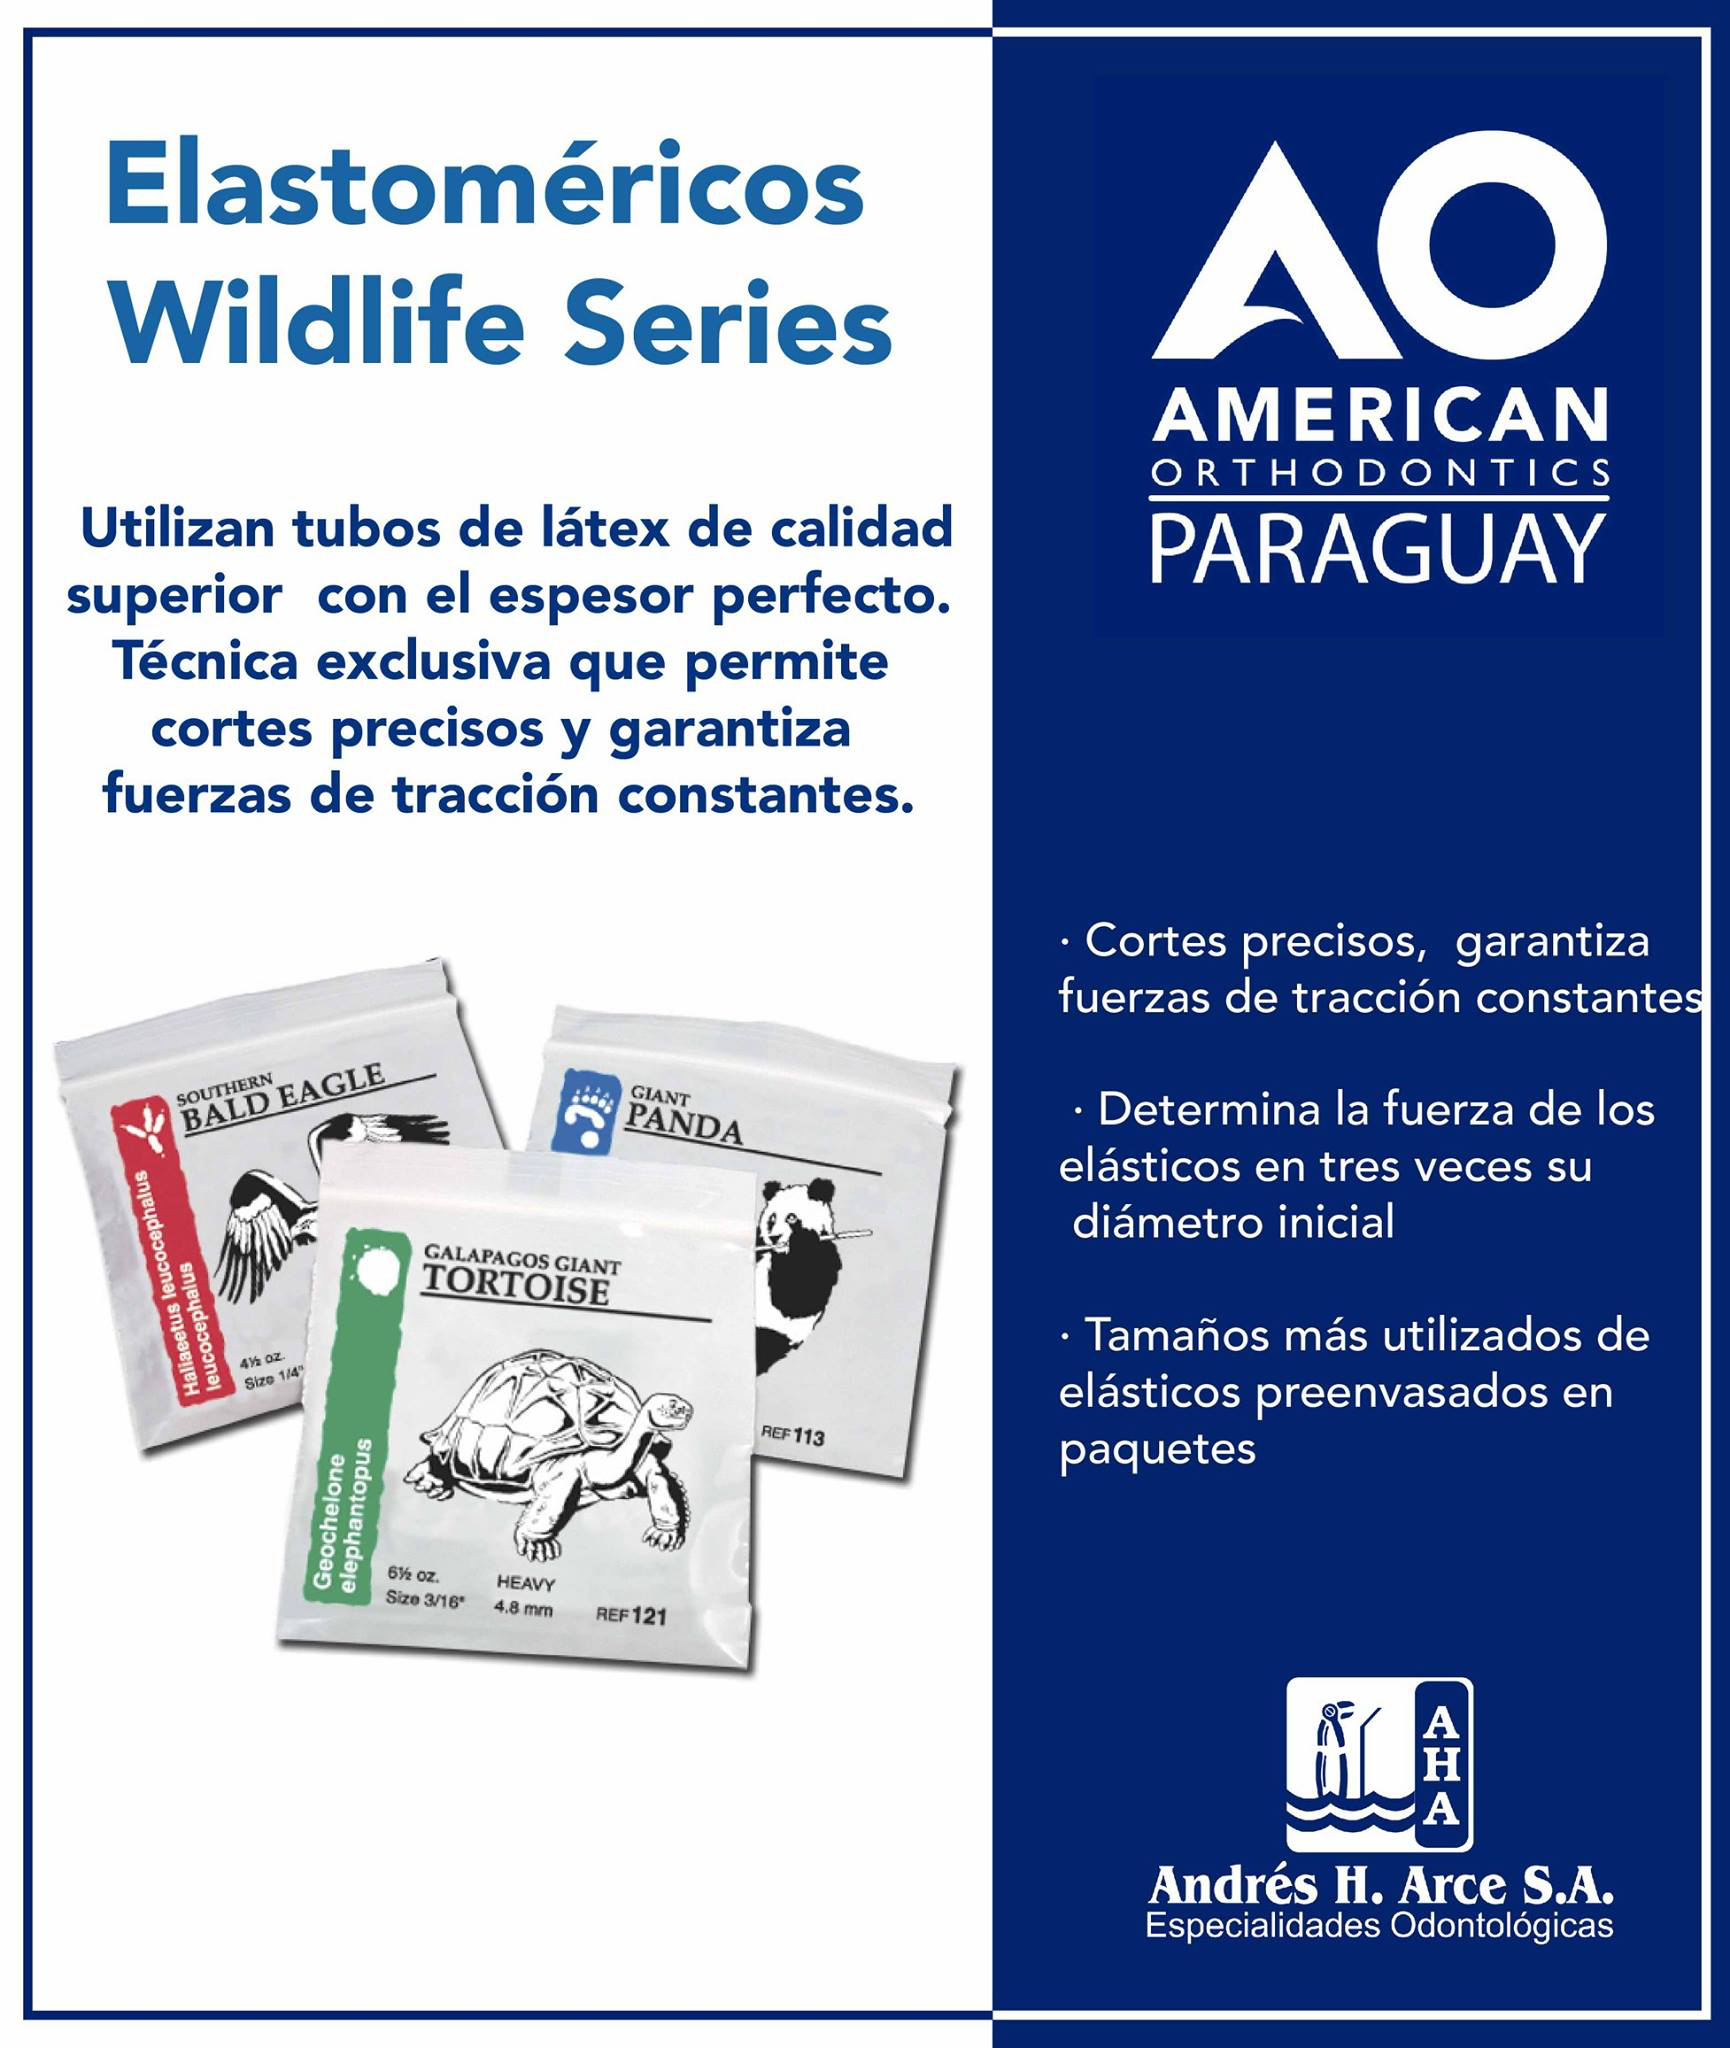 Elastoméricos
Wildlife Series
Utilizan tubos de látex de calidad
superior con el espesor perfecto.
Técnica exclusiva que permite
cortes precisos y garantiza
fuerzas de tracción constantes.
SOUTHERN
BALD EAGLE
Haliaeetus leucocephalus
leucocephalus
4½ oz.
Size 1/4"
GIANT
PANDA
REF 113
GALAPAGOS GIANT
TORTOISE
Geochelone
elephantopus
6½ oz.
Size 3/16"
HEAVY
4.8 mm
REF 121
AO
AMERICAN
ORTHODONTICS
PARAGUAY
· Cortes precisos, garantiza
fuerzas de tracción constantes
· Determina la fuerza de los
elásticos en tres veces su
diámetro inicial
· Tamaños más utilizados de
elásticos preenvasados en
paquetes
AHA
Andrés H. Arce S.A.
Especialidades Odontológicas